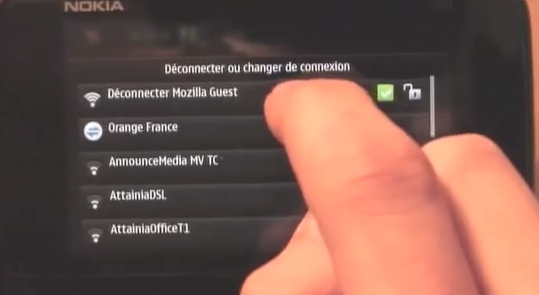 NOKIA
Déconnecter ou changer de connexion
Déconnecter Mozilla Guest
Orange France
AnnounceMedia MV TC
AttainiaDSL
AttainiaOfficeT1